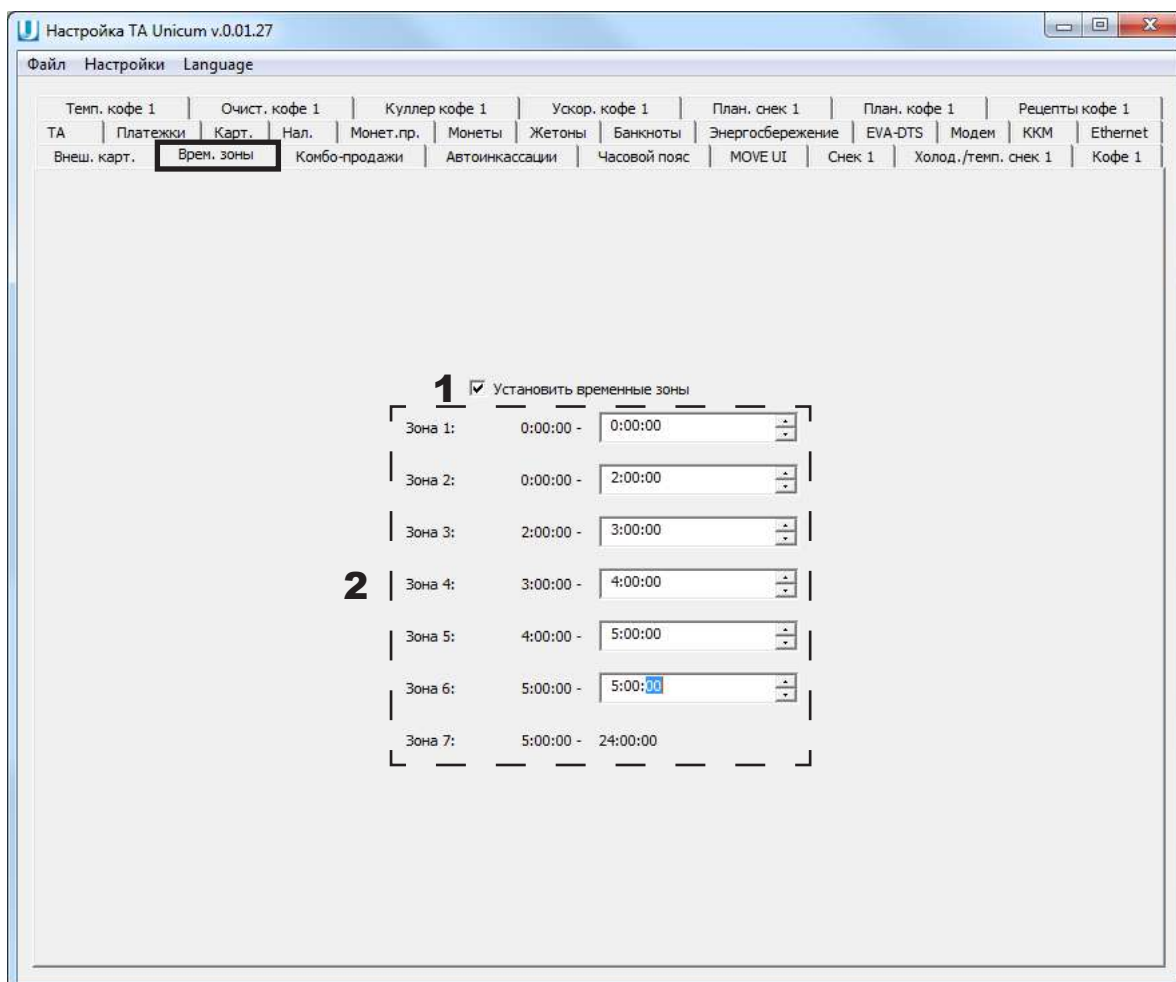 Настройка TA Unicum v.0.01.27
Файл Настройки Language
Темп. кофе 1 Очист. кофе 1 Куллер кофе 1 Ускор. кофе 1 План. снек 1 План. кофе 1 Рецепты кофе 1
ТА Платежки Карт. Нал. Монет.пр. Монеты Жетоны Банкноты Энергосбережение EVA-DTS Модем ККМ Ethernet
Внеш. карт. Врем. зоны Комбо-продажи Автоинкассации Часовой пояс MOVE UI Снек 1 Холод./темп. снек 1 Кофе 1
1 Установить временные зоны
Зона 1: 0:00:00 - 0:00:00
Зона 2: 0:00:00 - 2:00:00
Зона 3: 2:00:00 - 3:00:00
2 Зона 4: 3:00:00 - 4:00:00
Зона 5: 4:00:00 - 5:00:00
Зона 6: 5:00:00 - 5:00:00
Зона 7: 5:00:00 - 24:00:00